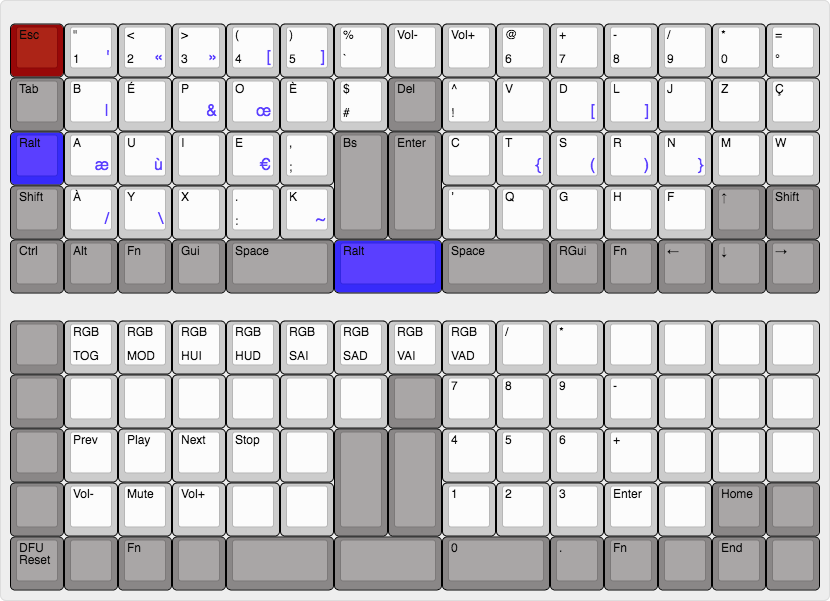 Esc " < > ( ) % Vol- Vol+ @ + - / * =
1 ' 2 « 3 » 4 [ 5 ] ` 6 7 8 9 0 °
Tab B É P O È $ Del ^ V D L J Z Ç
| & œ # ! [ ]
Ralt A U I E , Bs Enter C T S R N M W
æ ù € ; { ( ) }
Shift À Y X . K ' Q G H F ↑ Shift
/ \ : ~
Ctrl Alt Fn Gui Space Ralt Space RGui Fn ← ↓ →
RGB RGB RGB RGB RGB RGB RGB RGB / *
TOG MOD HUI HUD SAI SAD VAI VAD
7 8 9 -
Prev Play Next Stop 4 5 6 +
Vol- Mute Vol+ 1 2 3 Enter Home
DFU Fn 0 . Fn End
Reset